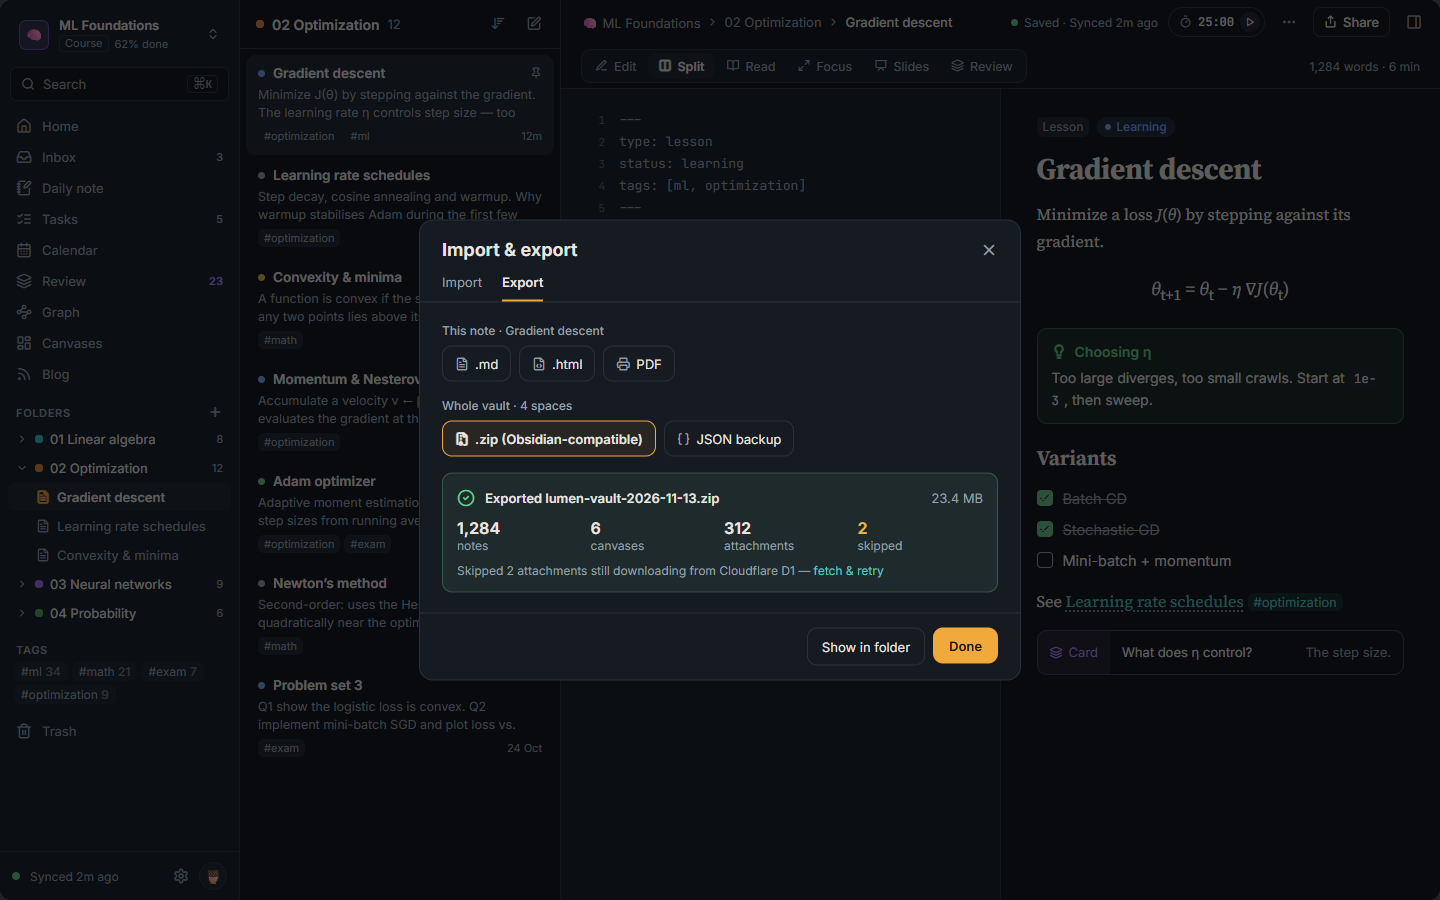 ML Foundations
Course 62% done
Search ⌘K
Home
Inbox 3
Daily note
Tasks 5
Calendar
Review 23
Graph
Canvases
Blog
FOLDERS
01 Linear algebra 8
02 Optimization 12
Gradient descent
Learning rate schedules
Convexity & minima
03 Neural networks 9
04 Probability 6
TAGS
#ml 34 #math 21 #exam 7
#optimization 9
Trash
Synced 2m ago
02 Optimization 12
Gradient descent
Minimize J(θ) by stepping against the gradient.
The learning rate η controls step size — too
#optimization #ml 12m
Learning rate schedules
Step decay, cosine annealing and warmup. Why
warmup stabilises Adam during the first few
#optimization
Convexity & minima
A function is convex if the s
any two points lies above it
#math
Momentum & Nesterov
Accumulate a velocity v ←
evaluates the gradient at th
#optimization
Adam optimizer
Adaptive moment estimatio
step sizes from running ave
#optimization #exam
Newton's method
Second-order: uses the He
quadratically near the optim
#math
Problem set 3
Q1 show the logistic loss is convex. Q2
implement mini-batch SGD and plot loss vs.
#exam 24 Oct
ML Foundations › 02 Optimization › Gradient descent
Saved · Synced 2m ago 25:00 Share
Edit Split Read Focus Slides Review
1,284 words · 6 min
1 ---
2 type: lesson
3 status: learning
4 tags: [ml, optimization]
5 ---
Lesson Learning
Gradient descent
Minimize a loss J(θ) by stepping against its
gradient.
θt+1 = θt − η ∇J(θt)
Choosing η
Too large diverges, too small crawls. Start at 1e-
3 , then sweep.
Variants
Batch GD
Stochastic GD
Mini-batch + momentum
See Learning rate schedules #optimization
Card What does η control? The step size.
Import & export
Import Export
This note · Gradient descent
.md .html PDF
Whole vault · 4 spaces
.zip (Obsidian-compatible) {} JSON backup
Exported lumen-vault-2026-11-13.zip 23.4 MB
1,284 6 312 2
notes canvases attachments skipped
Skipped 2 attachments still downloading from Cloudflare D1 — fetch & retry
Show in folder Done